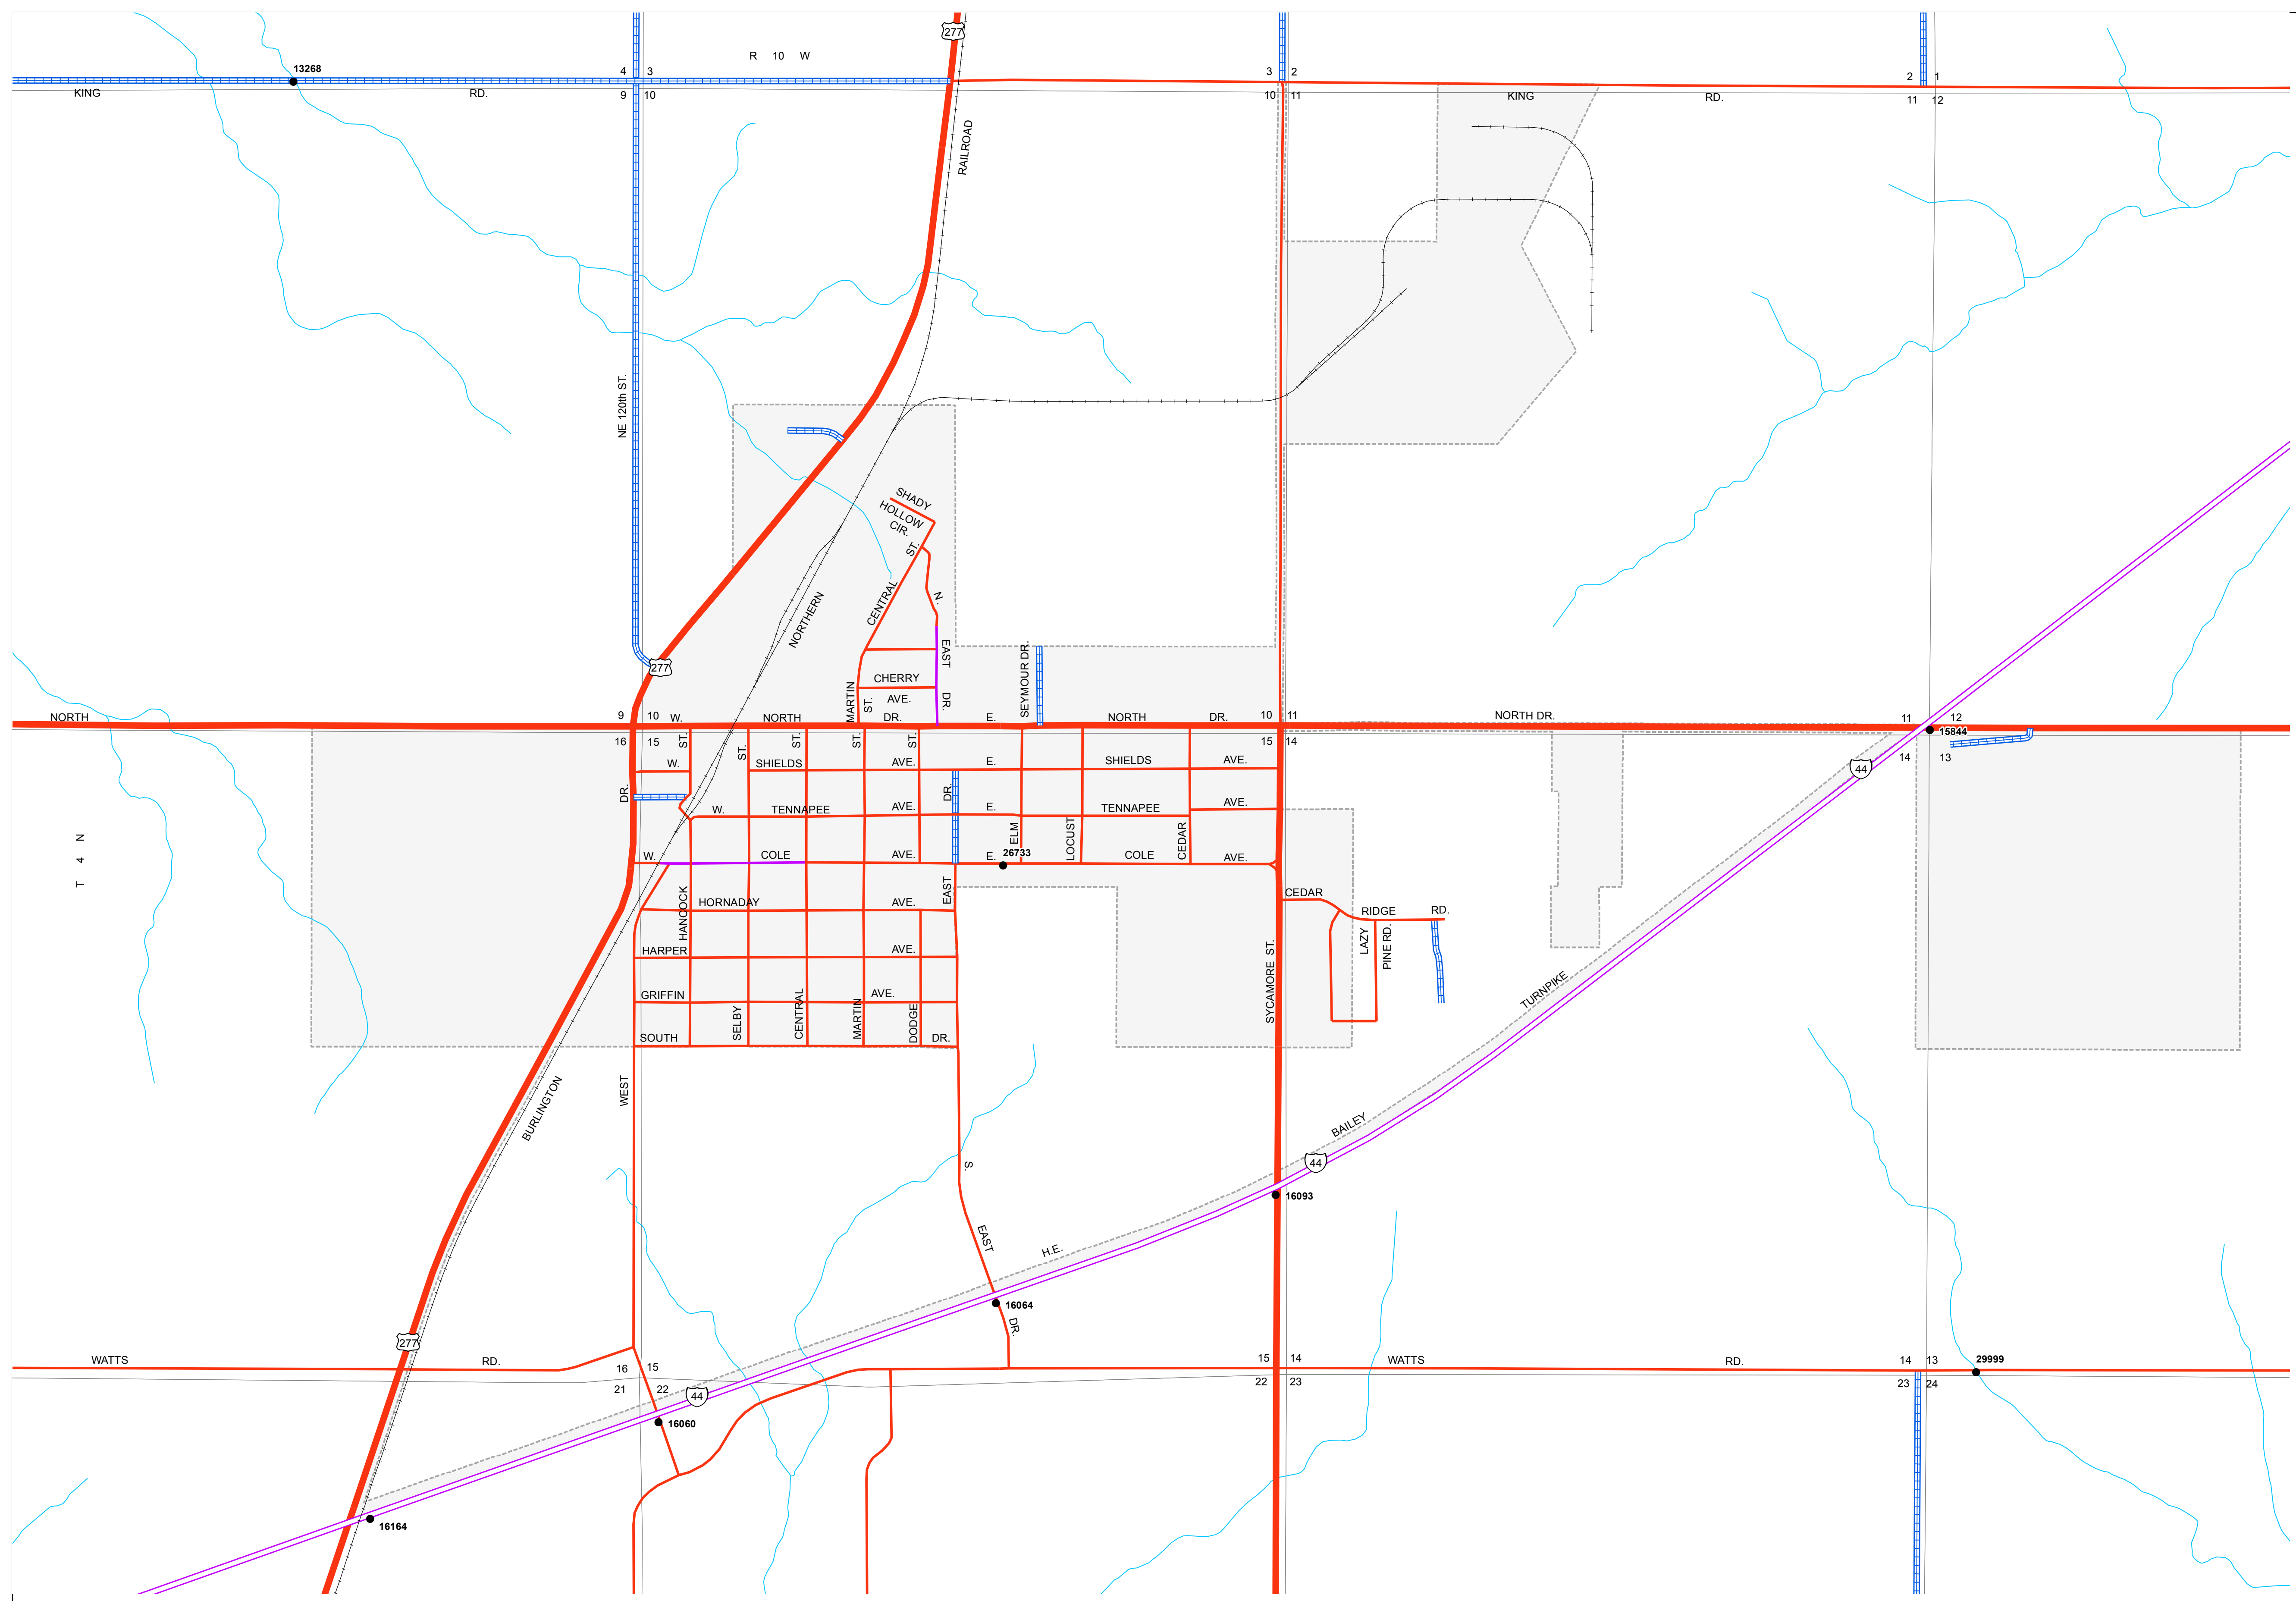 277
R 10 W
13268
4 3
3 2
2 1
KING RD.
9 10
10 11
KING RD.
11 12
RAILROAD
NE 120th ST.
SHADY
HOLLOW
CIR.
CENTRAL ST.
N.
NORTHERN
EAST DR.
SEYMOUR DR.
277
CHERRY
AVE.
MARTIN ST.
NORTH
9 10
W. NORTH DR. E. NORTH DR.
10 11
NORTH DR.
11 12
16 15
15 14
15844
14 13
44
ST.
ST.
ST.
ST.
ST.
W. SHIELDS AVE. E. SHIELDS AVE.
DR.
DR.
W. TENNAPEE AVE. E. TENNAPEE AVE.
ELM
LOCUST
CEDAR
26733
W. COLE AVE. E. COLE AVE.
T 4 N
HANCOCK
EAST
HORNADAY AVE.
CEDAR RIDGE RD.
HARPER AVE.
LAZY
PINE RD.
SYCAMORE ST.
GRIFFIN AVE.
SELBY
CENTRAL
MARTIN
DODGE
SOUTH DR.
TURNPIKE
WEST
BURLINGTON
BAILEY
44
S.
16093
EAST
H.E.
16064
DR.
277
WATTS RD.
16 15
15 14
WATTS RD.
14 13
29999
21 22
22 23
23 24
44
16060
16164